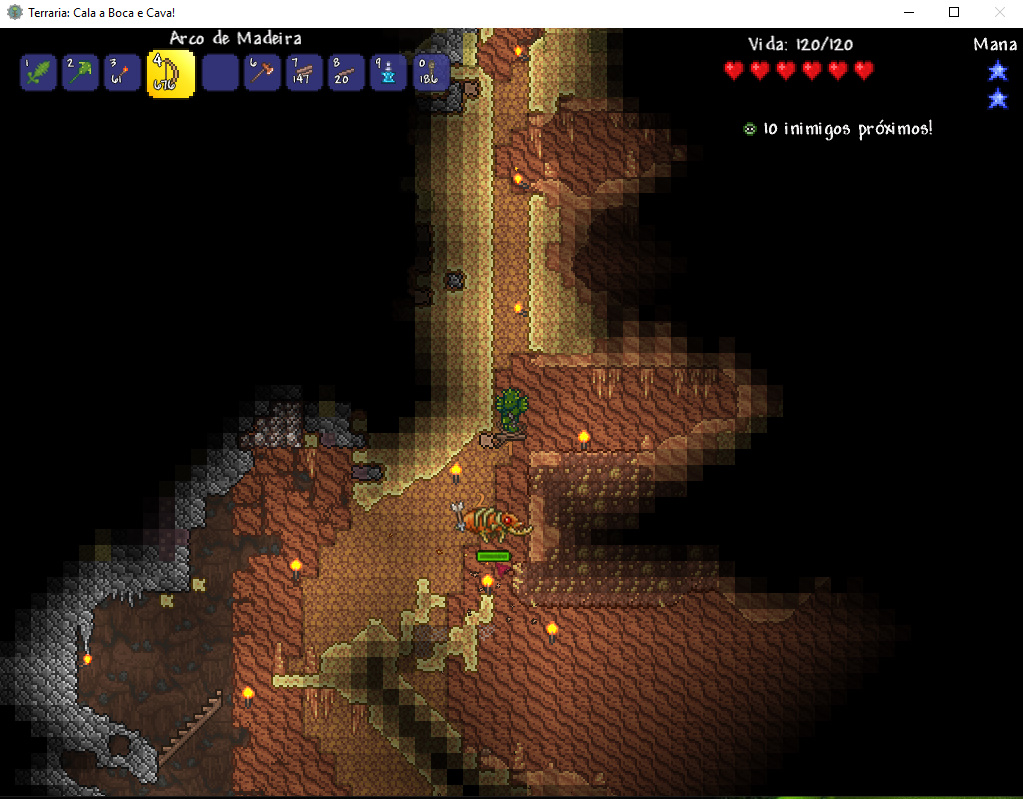 Terraria: Cala a Boca e Cava!
Arco de Madeira
Vida: 120/120
Mana
1 2 3 4 6 7 8 9 0
61 676 147 20 186
10 inimigos próximos!